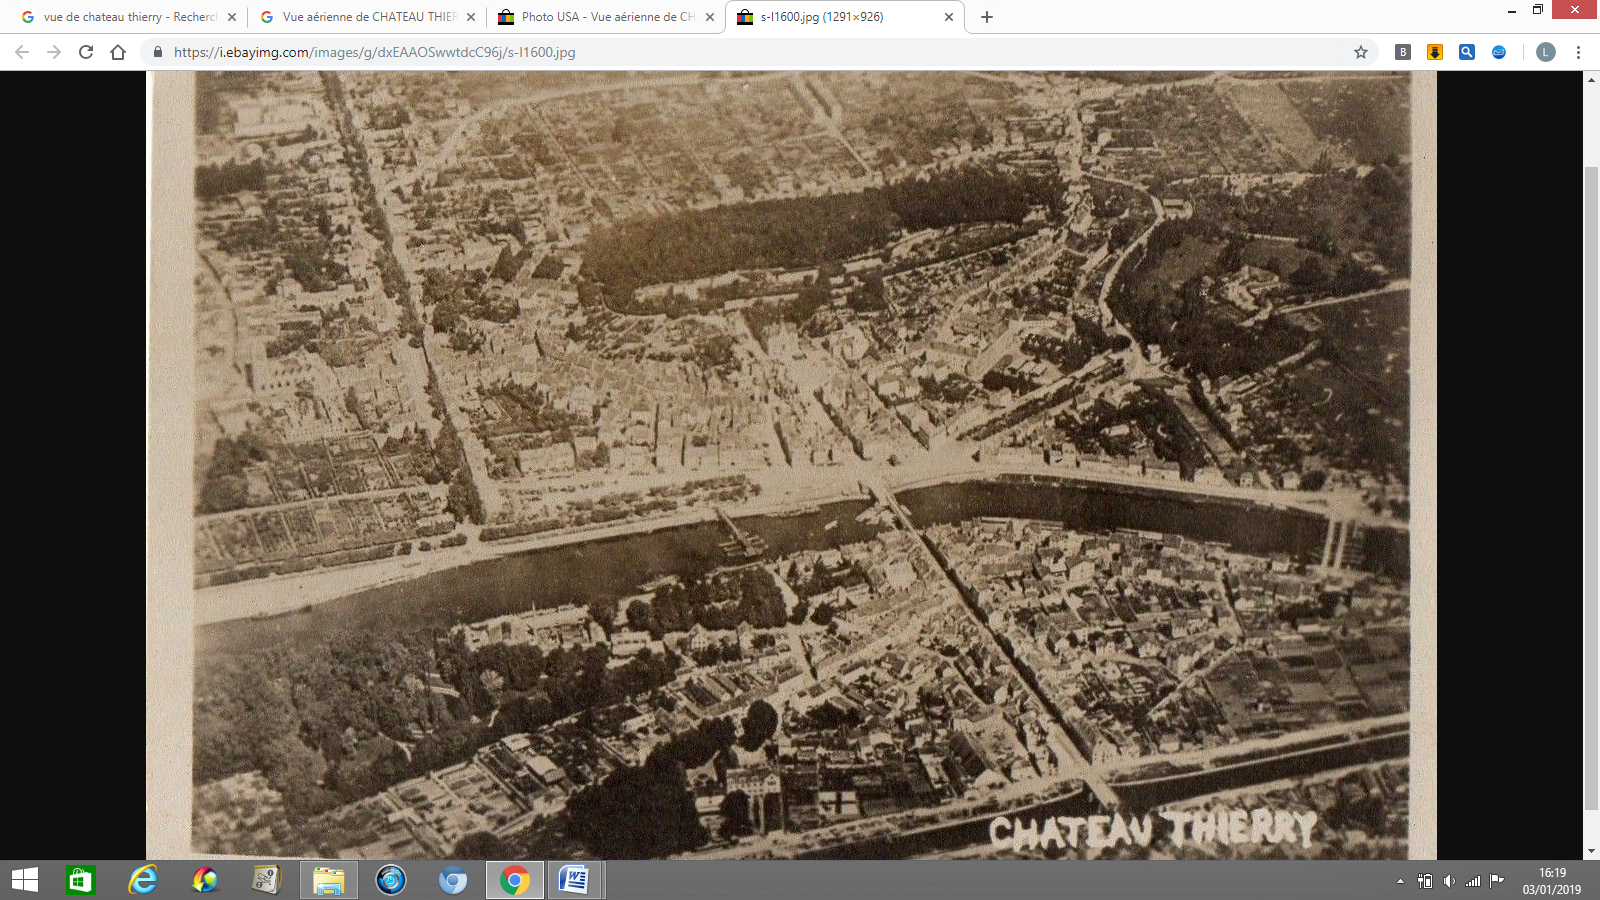 vue de chateau thierry - Recherc
Vue aérienne de CHATEAU THIER
Photo USA - Vue aérienne de CH
s-l1600.jpg (1291×926)
https://i.ebayimg.com/images/g/dxEAAOSwwtdcC96j/s-l1600.jpg
B
L
CHATEAU THIERRY
16:19
03/01/2019